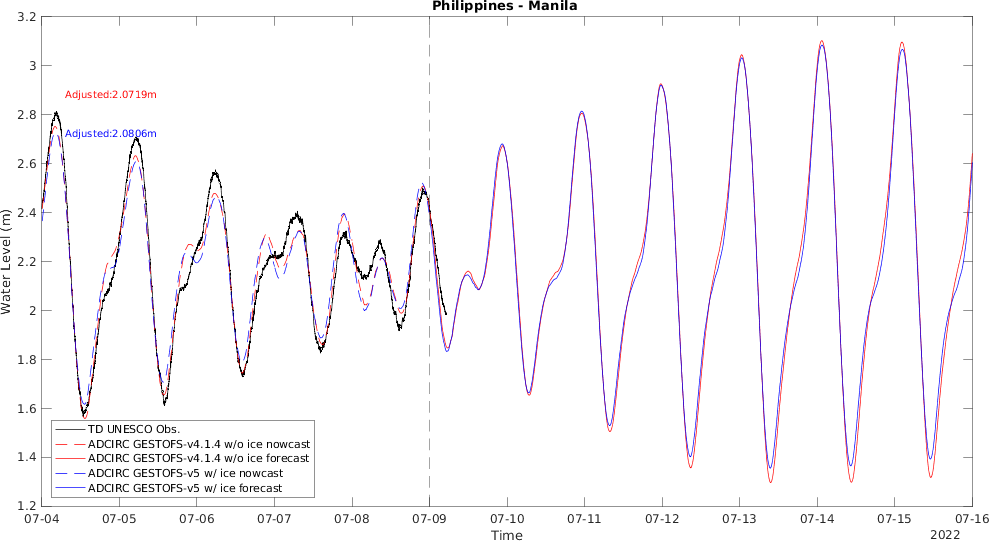 Philippines - Manila
3.2
3
2.8
2.6
2.4
2.2
2
1.8
1.6
1.4
1.2
Water Level (m)
Adjusted:2.0719m
Adjusted:2.0806m
TD UNESCO Obs.
ADCIRC GESTOFS-v4.1.4 w/o ice nowcast
ADCIRC GESTOFS-v4.1.4 w/o ice forecast
ADCIRC GESTOFS-v5 w/ ice nowcast
ADCIRC GESTOFS-v5 w/ ice forecast
07-04 07-05 07-06 07-07 07-08 07-09 07-10 07-11 07-12 07-13 07-14 07-15 07-16
Time
2022